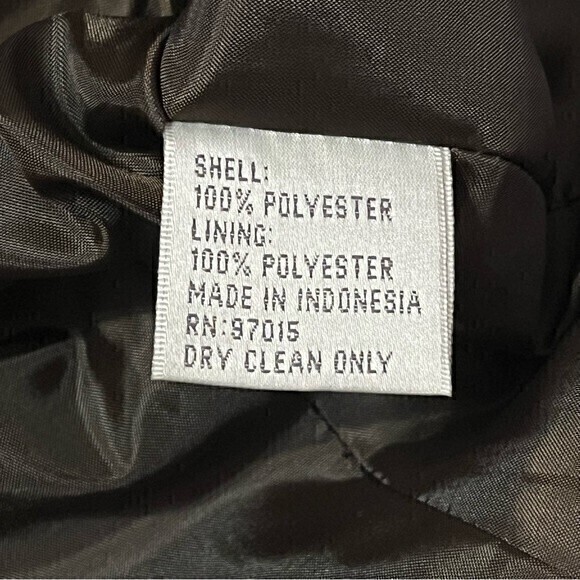 SHELL:
100% POLYESTER
LINING:
100% POLYESTER
MADE IN INDONESIA
RN:97015
DRY CLEAN ONLY